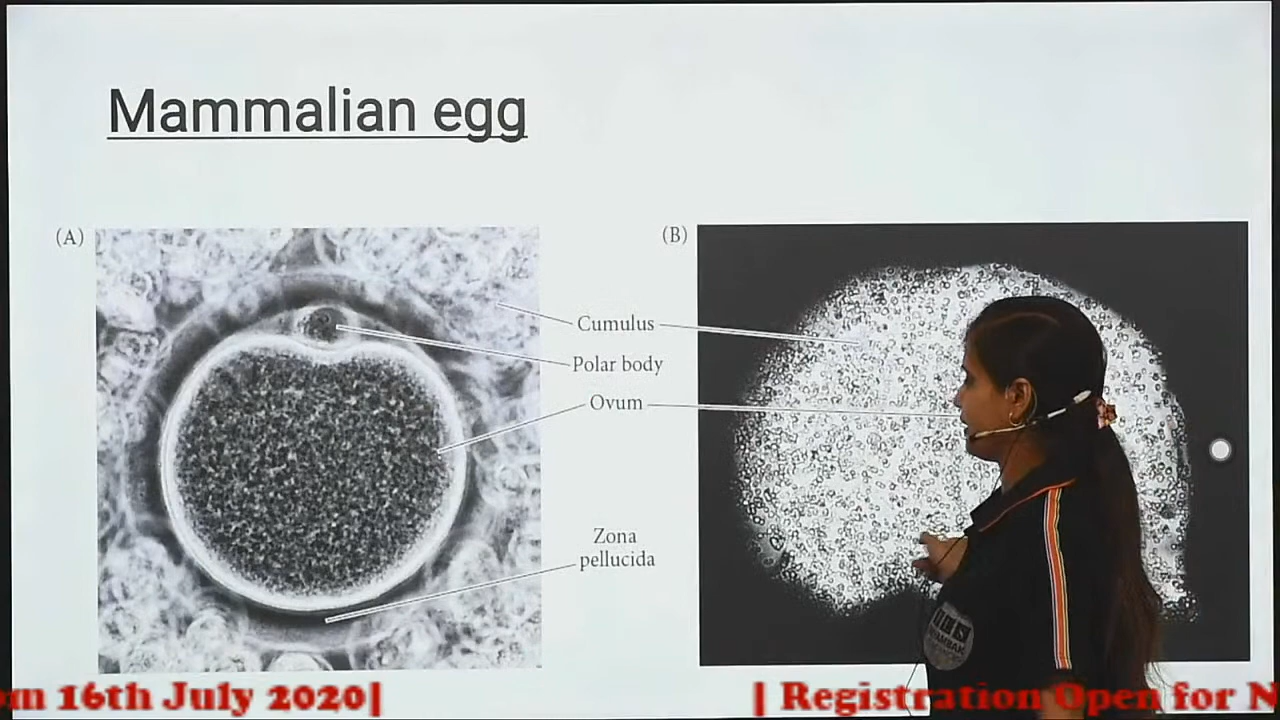 Mammalian egg
(A)
(B)
Cumulus
Polar body
Ovum
Zona
pellucida
16th July 2020|
| Registration Open for